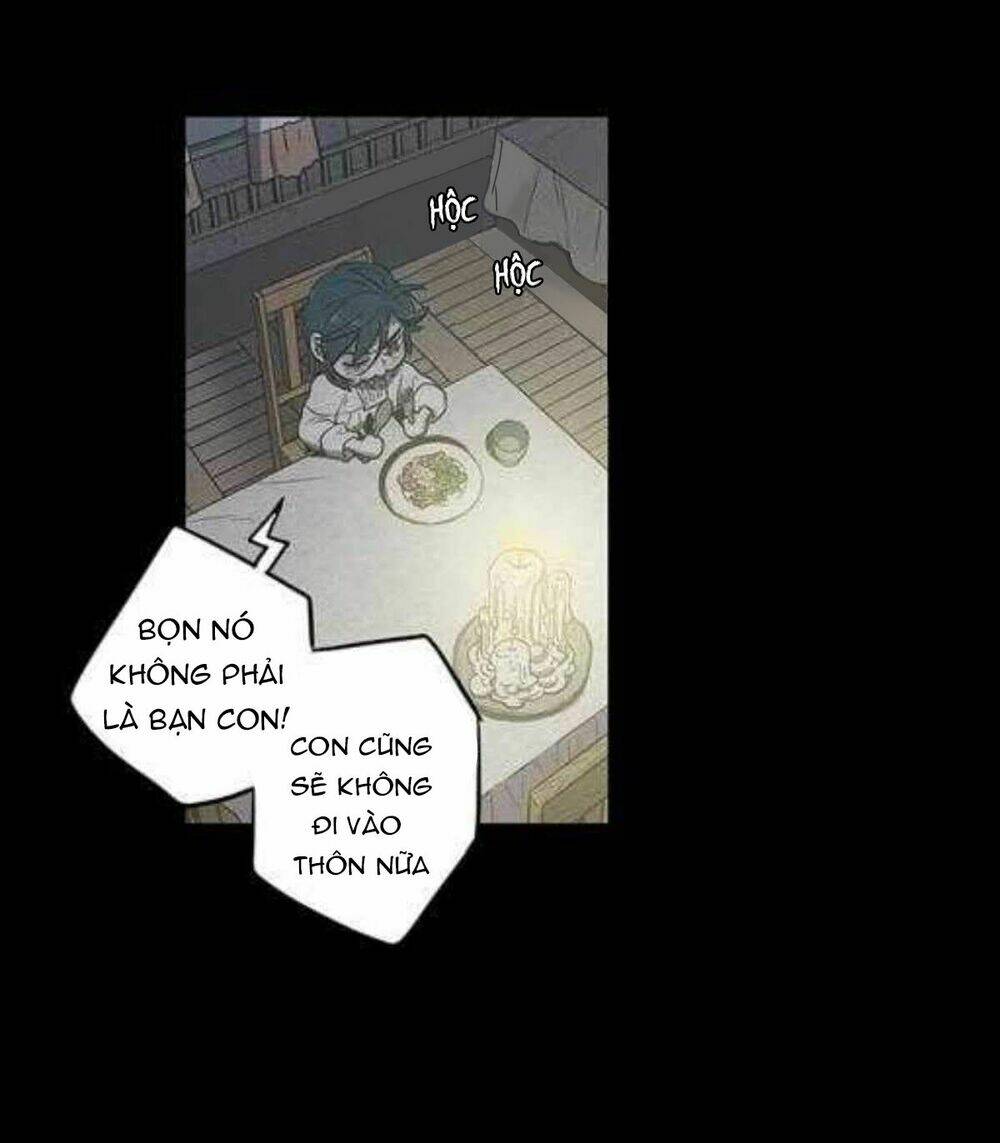 HỘC
HỘC
BỌN NÓ
KHÔNG PHẢI
LÀ BẠN CON!
CON CŨNG
SẼ KHÔNG
ĐI VÀO
THÔN NỮA